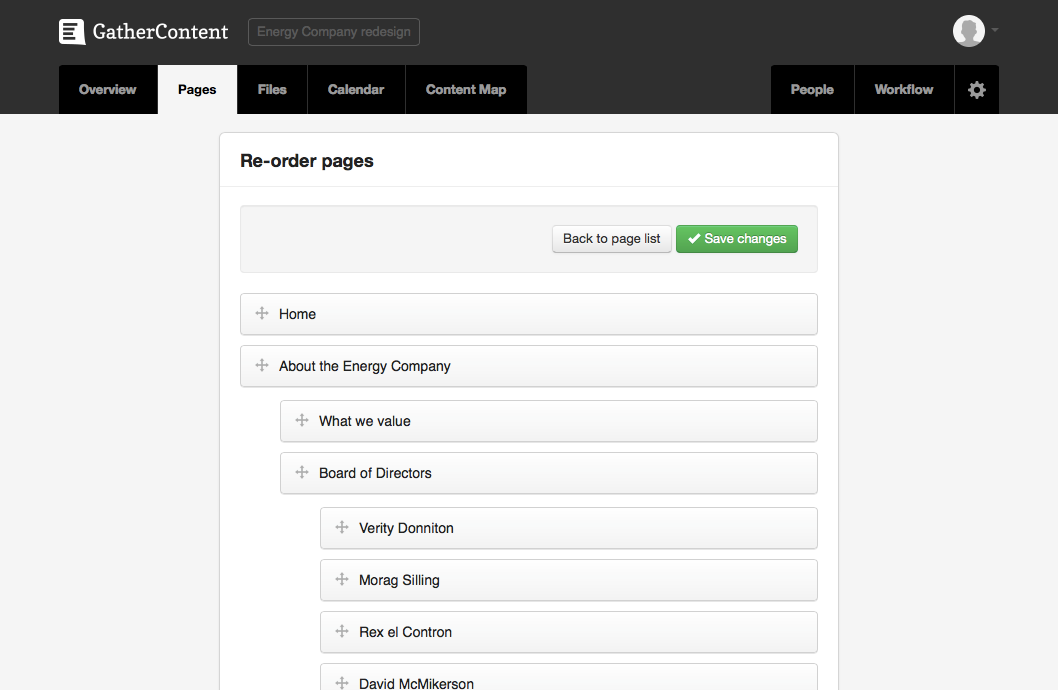 GatherContent
Energy Company redesign
Overview
Pages
Files
Calendar
Content Map
People
Workflow
Re-order pages
Back to page list
Save changes
Home
About the Energy Company
What we value
Board of Directors
Verity Donniton
Morag Silling
Rex el Contron
David McMikerson